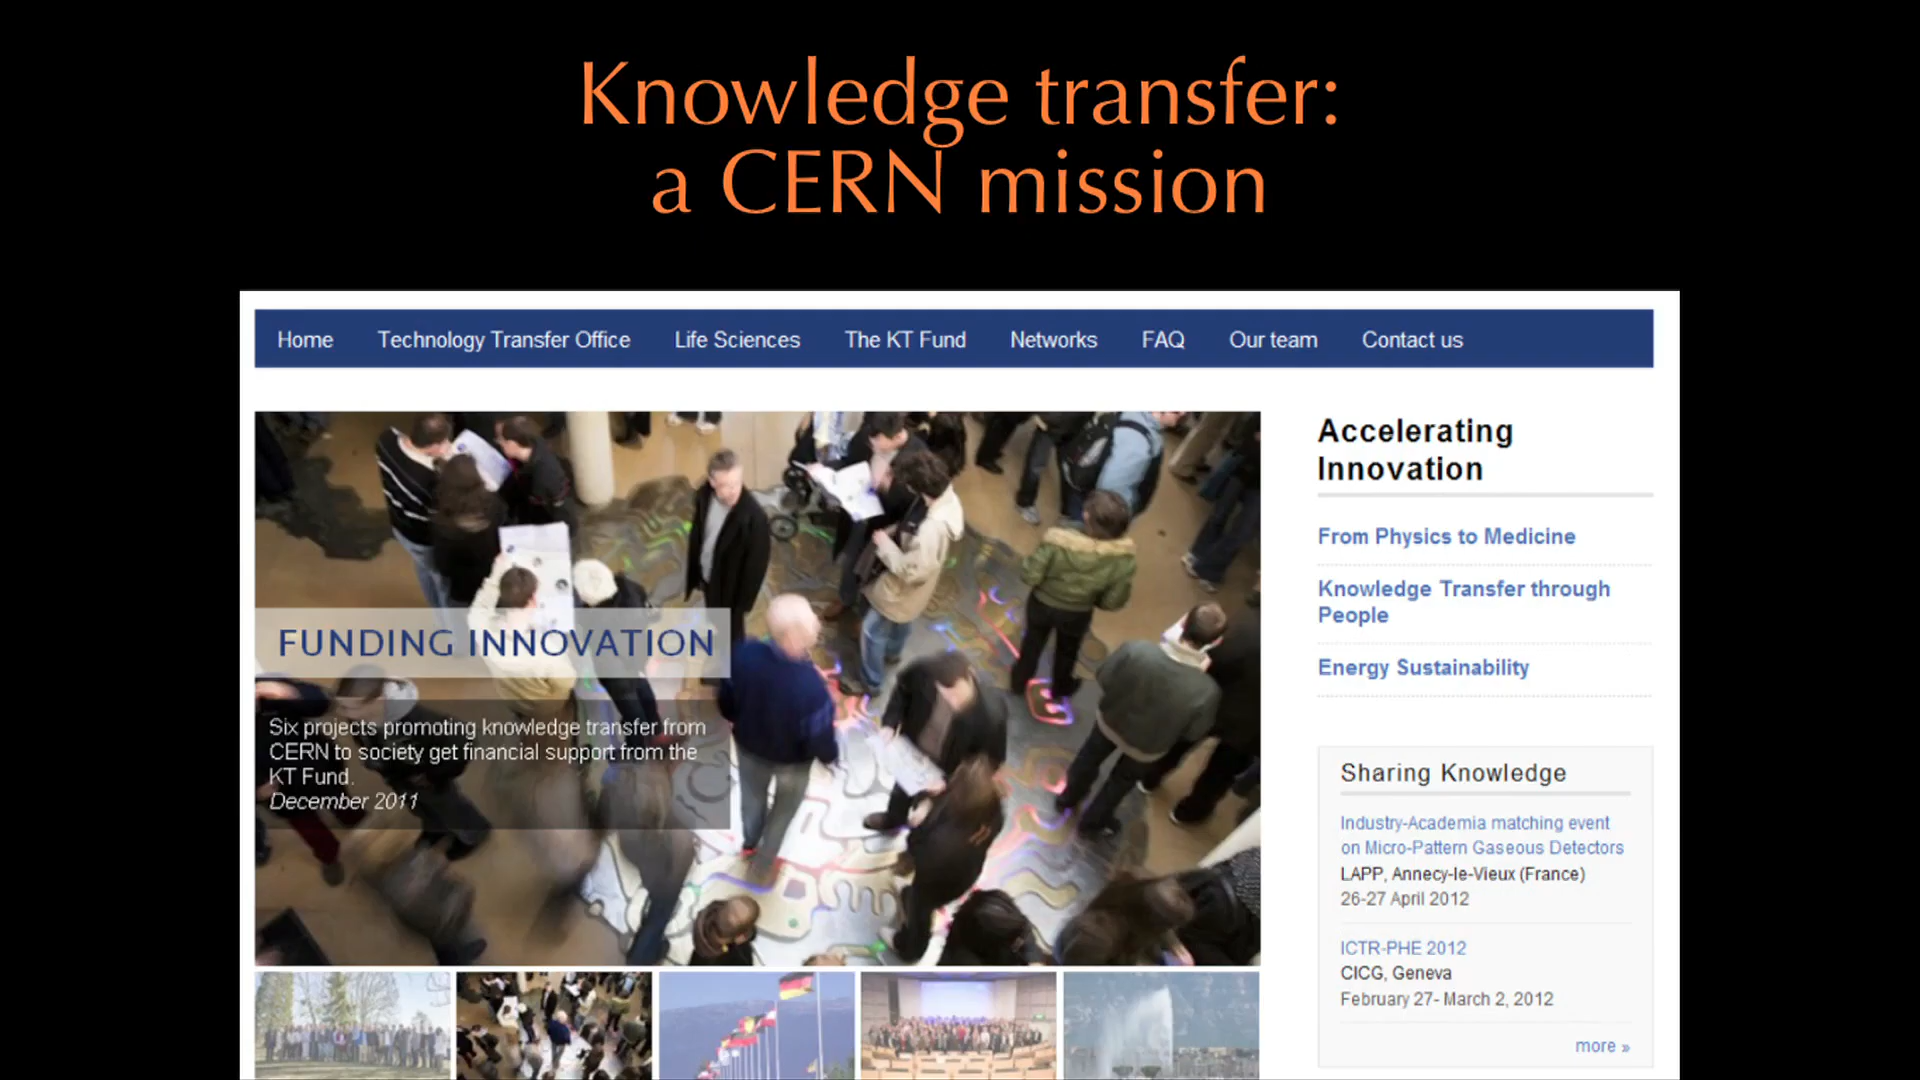 Knowledge transfer:
a CERN mission
Home Technology Transfer Office Life Sciences The KT Fund Networks FAQ Our team Contact us
FUNDING INNOVATION
Six projects promoting knowledge transfer from
CERN to society get financial support from the
KT Fund.
December 2011
Accelerating
Innovation
From Physics to Medicine
Knowledge Transfer through
People
Energy Sustainability
Sharing Knowledge
Industry-Academia matching event
on Micro-Pattern Gaseous Detectors
LAPP, Annecy-le-Vieux (France)
26-27 April 2012
ICTR-PHE 2012
CICG, Geneva
February 27- March 2, 2012
more »